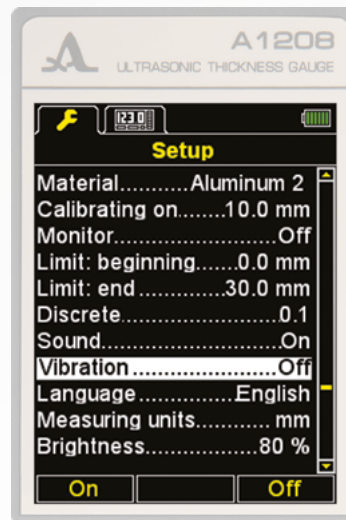 A1208
ULTRASONIC THICKNESS GAUGE
123.0
Setup
Material...........Aluminum 2
Calibrating on........10.0 mm
Monitor...........................Off
Limit: beginning.......0.0 mm
Limit: end..............30.0 mm
Discrete..........................0.1
Sound............................On
Vibration........................Off
Language...............English
Measuring units............ mm
Brightness..................80 %
On Off